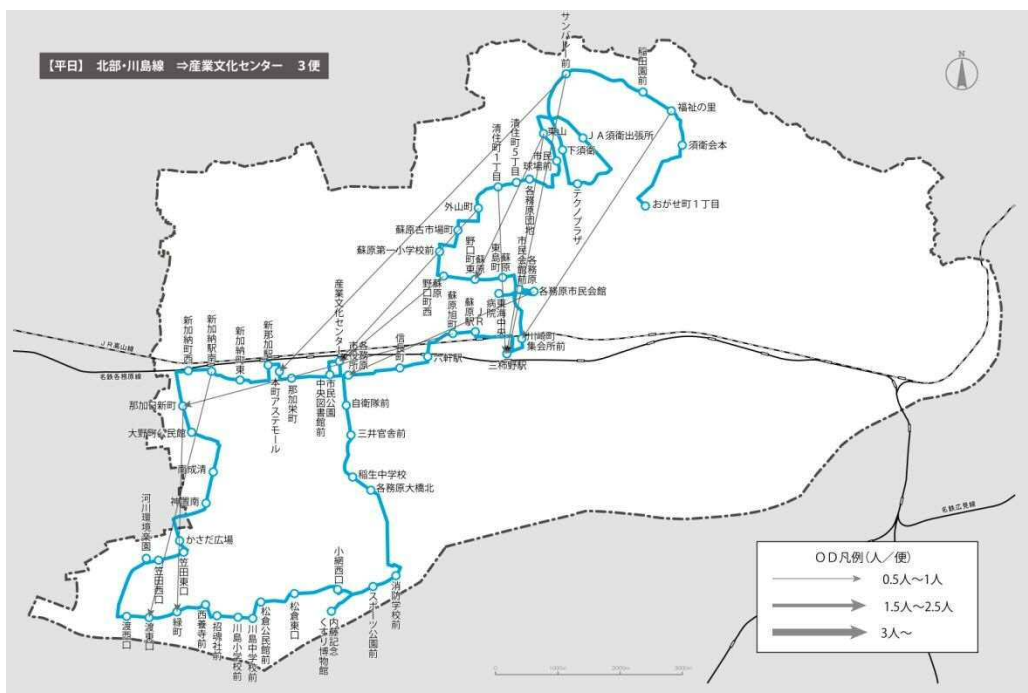 【平日】 北部・川島線 ⇒産業文化センター 3便
N
サンバレー前
稲田園前
福祉の里
須衛会本
おがせ町1丁目
JA須衛出張所
東山
下須衛
市民球場前
テクノプラザ
各務原団地
清住町5丁目
清住町1丁目
外山町
蘇原古市場町
蘇原第一小学校前
蘇原野口町西
蘇原野口町東
蘇原東島町
各務原市民会館前
各務原市民会館
東海中央病院
川崎町集会所前
三柿野駅
JR蘇原駅
蘇原旭町
六軒駅
信長町
各務原市役所
産業文化センター
市民公園中央図書館前
那加栄町
本町アステモール
新那加駅
新加納町東
新加納駅南
新加納町西
JR高山線
名鉄各務原線
那加日新町
大野町公民館
南成清
神置南
かさだ広場
笠田東口
笠田西口
河川環境楽園
渡西口
渡東口
緑町
西養寺前
招魂社前
川島小学校前
川島中学校前
松倉公民館前
松倉東口
小網西口
内藤記念くすり博物館
スポーツ公園前
消防学校前
各務原大橋北
稲生中学校
三井官舎前
自衛隊前
名鉄広見線
OD凡例(人/便)
0.5人~1人
1.5人~2.5人
3人~
0
1000m
2000m
3000m